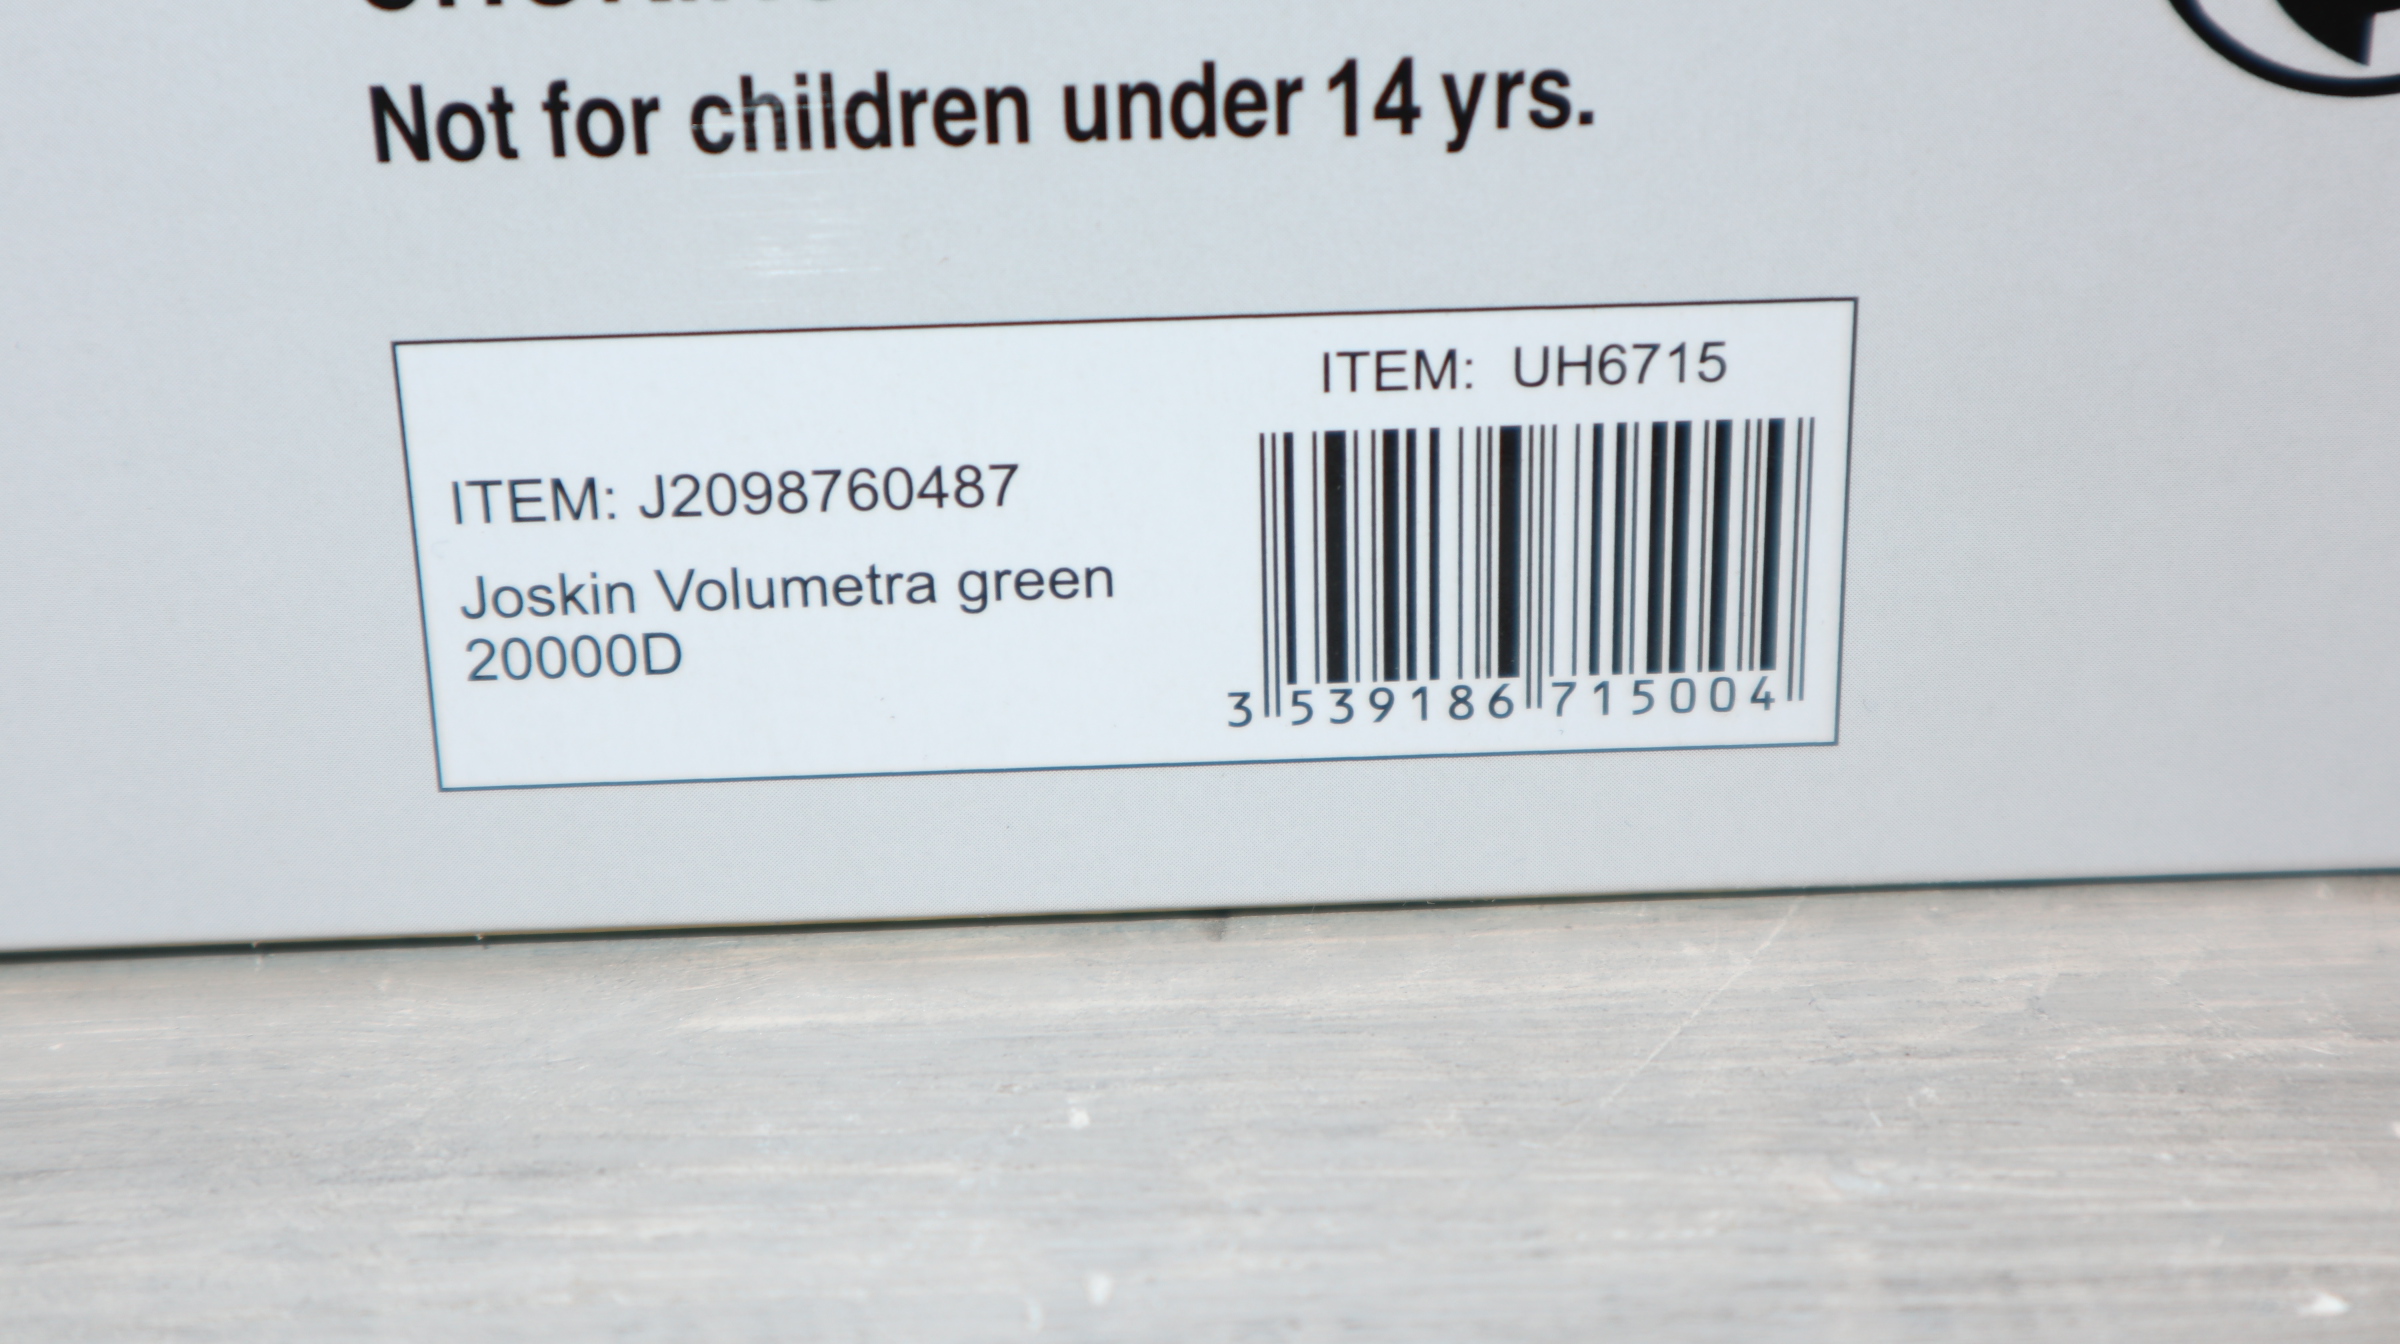 Not for children under 14 yrs.
ITEM: UH6715
ITEM: J2098760487
Joskin Volumetra green
20000D
3 539186 715004